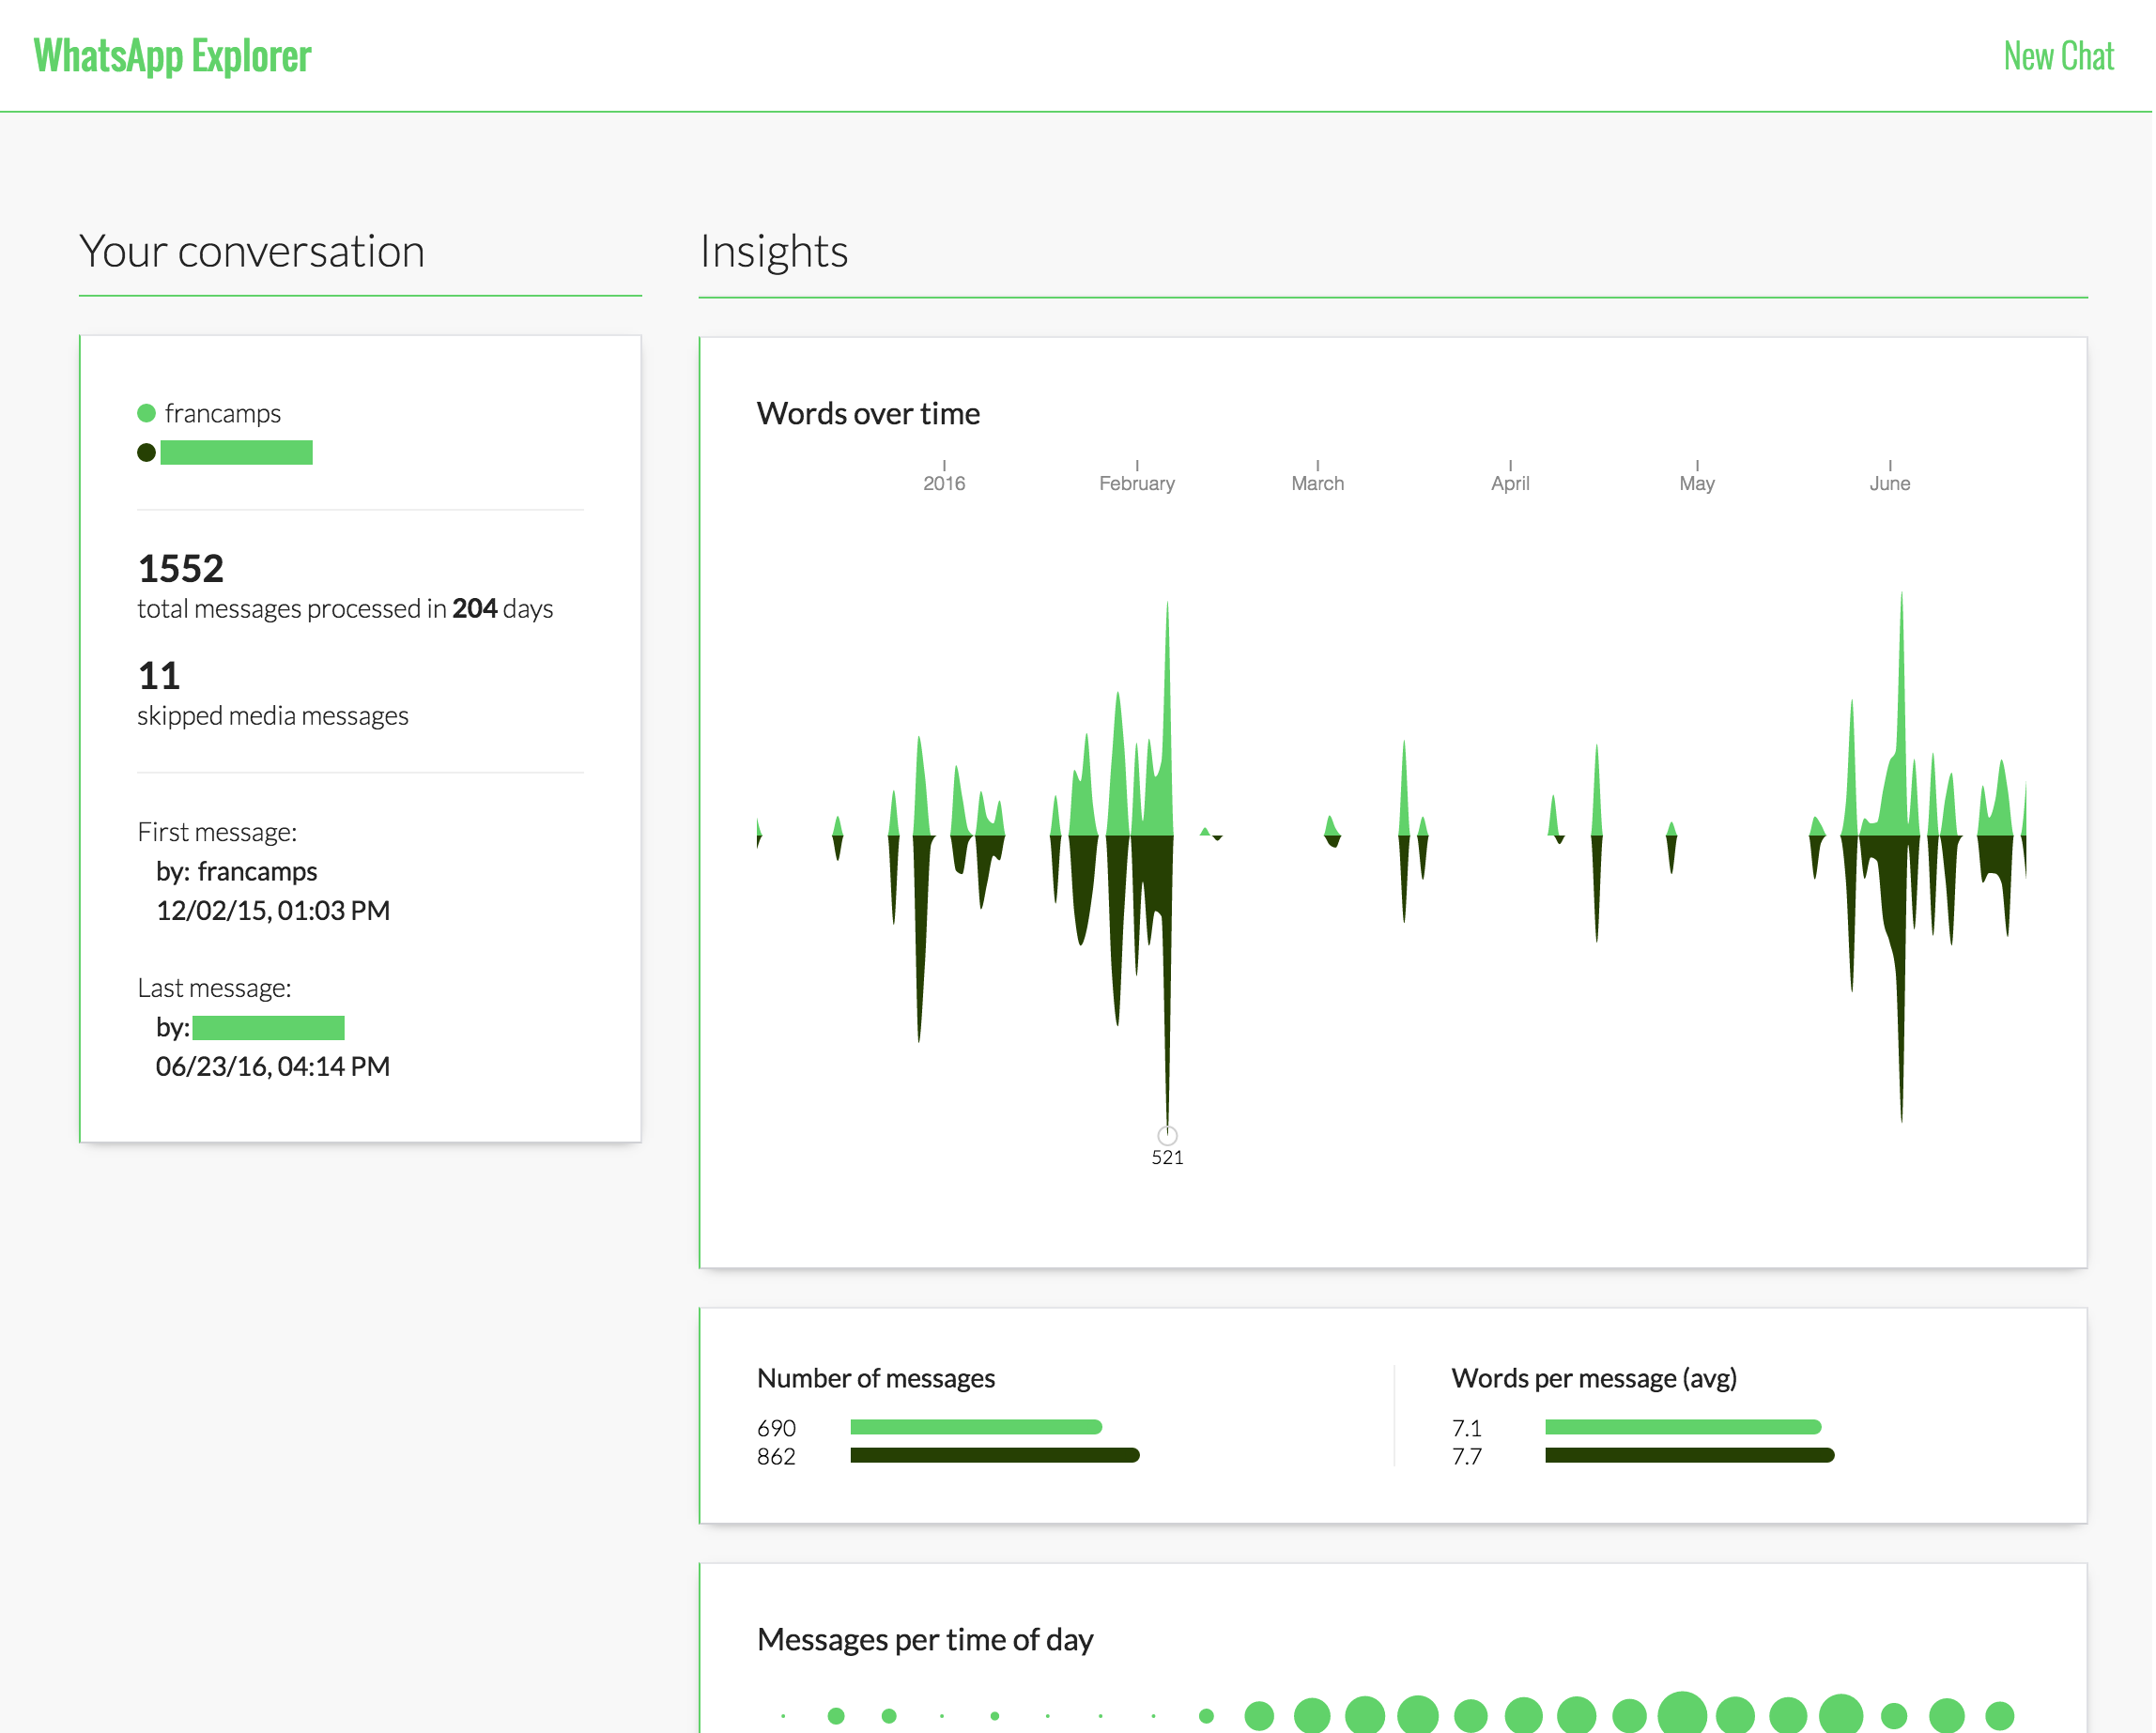 WhatsApp Explorer
New Chat
Your conversation
francamps
1552
total messages processed in 204 days
11
skipped media messages
First message:
by: francamps
12/02/15, 01:03 PM
Last message:
by:
06/23/16, 04:14 PM
Insights
Words over time
2016 February March April May June
521
Number of messages
690
862
Words per message (avg)
7.1
7.7
Messages per time of day